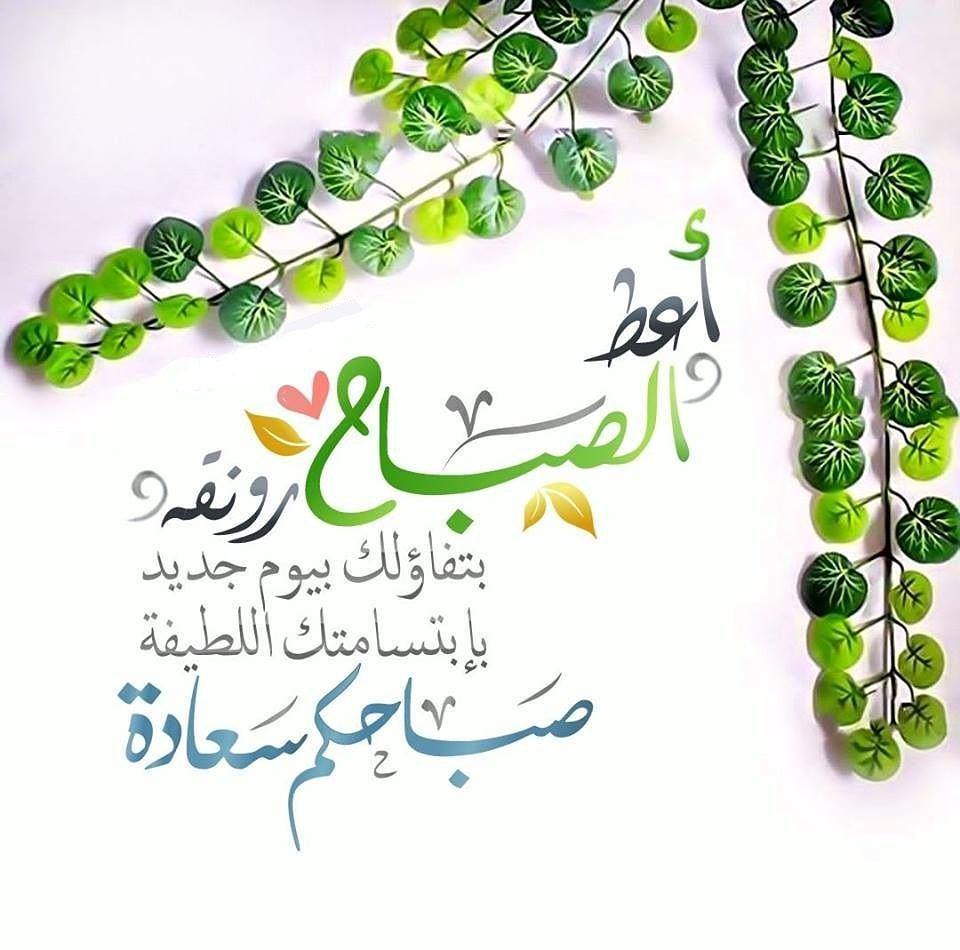 أعط
الصباح
رونقه
بتفاؤلك بيوم جديد
بإبتسامتك اللطيفة
صباحكم سعادة